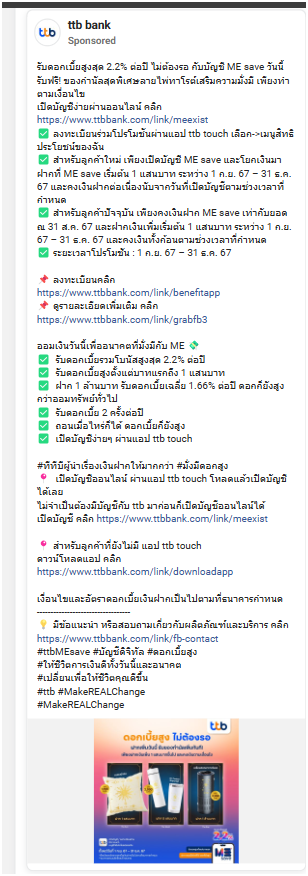 ttb bank
Sponsored
รับดอกเบี้ยสูงสุด 2.2% ต่อปี ไม่ต้องรอ กับบัญชี ME save วันนี้
รับฟรี! ของกำนัลสุดพิเศษลายไพ่ทาโรต์เสริมความมั่งมี เพียงทำ
ตามเงื่อนไข
เปิดบัญชีง่ายผ่านออนไลน์ คลิก
https://www.ttbbank.com/link/meexist
✅ ลงทะเบียนร่วมโปรโมชันผ่านแอป ttb touch เลือก->เมนูสิทธิ
ประโยชน์ของฉัน
✅ สำหรับลูกค้าใหม่ เพียงเปิดบัญชี ME save และโยกเงินมา
ฝากที่ ME save เริ่มต้น 1 แสนบาท ระหว่าง 1 ก.ย. 67 – 31 ธ.ค.
67 และคงเงินฝากต่อเนื่องนับจากวันที่เปิดบัญชีตามช่วงเวลาที่
กำหนด
✅ สำหรับลูกค้าปัจจุบัน เพียงคงเงินฝาก ME save เท่ากับยอด
ณ 31 ส.ค. 67 และฝากเงินเพิ่มเริ่มต้น 1 แสนบาท ระหว่าง 1 ก.ย.
67 – 31 ธ.ค. 67 และคงเงินทั้งก้อนตามช่วงเวลาที่กำหนด
✅ ระยะเวลาโปรโมชัน : 1 ก.ย. 67 – 31 ธ.ค. 67
📌 ลงทะเบียนคลิก
https://www.ttbbank.com/link/benefitapp
📌 ดูรายละเอียดเพิ่มเติม คลิก
https://www.ttbbank.com/link/grabfb3
ออมเงินวันนี้เพื่ออนาคตที่มั่งมีกับ ME 💸
✅ รับดอกเบี้ยรวมโบนัสสูงสุด 2.2% ต่อปี
✅ รับดอกเบี้ยสูงตั้งแต่บาทแรกถึง 1 แสนบาท
✅ ฝาก 1 ล้านบาท รับดอกเบี้ยเฉลี่ย 1.66% ต่อปี ดอกก็ยังสูง
กว่าออมทรัพย์ทั่วไป
✅ รับดอกเบี้ย 2 ครั้งต่อปี
✅ ถอนเมื่อไหร่ก็ได้ ดอกเบี้ยก็ยังสูง
✅ เปิดบัญชีง่ายๆ ผ่านแอป ttb touch
#ทีทีบีผู้นำเรื่องเงินฝากให้มากกว่า #มั่งมีดอกสูง
📍 เปิดบัญชีออนไลน์ ผ่านแอป ttb touch โหลดแล้วเปิดบัญชี
ได้เลย
ไม่จำเป็นต้องมีบัญชีกับ ttb มาก่อนก็เปิดบัญชีออนไลน์ได้
เปิดบัญชี คลิก https://www.ttbbank.com/link/meexist
📍 สำหรับลูกค้าที่ยังไม่มี แอป ttb touch
ดาวน์โหลดแอป คลิก
https://www.ttbbank.com/link/downloadapp
เงื่อนไขและอัตราดอกเบี้ยเงินฝากเป็นไปตามที่ธนาคารกำหนด
---------------------------------
💡 มีข้อแนะนำ หรือสอบถามเกี่ยวกับผลิตภัณฑ์และบริการ คลิก
https://www.ttbbank.com/link/fb-contact
#ttbMEsave #บัญชีดิจิทัล #ดอกเบี้ยสูง
#ให้ชีวิตการเงินดีทั้งวันนี้และอนาคต
#เปลี่ยนเพื่อให้ชีวิตคุณดีขึ้น
#ttb #MakeREALChange
#MakeREALChange
ttb
ดอกเบี้ยสูง ไม่ต้องรอ
ME